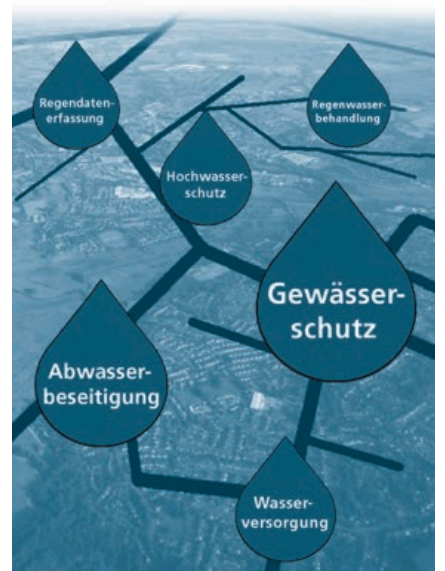 Regendaten-
erfassung
Regenwasser-
behandlung
Hochwasser-
schutz
Gewässer-
schutz
Abwasser-
beseitigung
Wasser-
versorgung